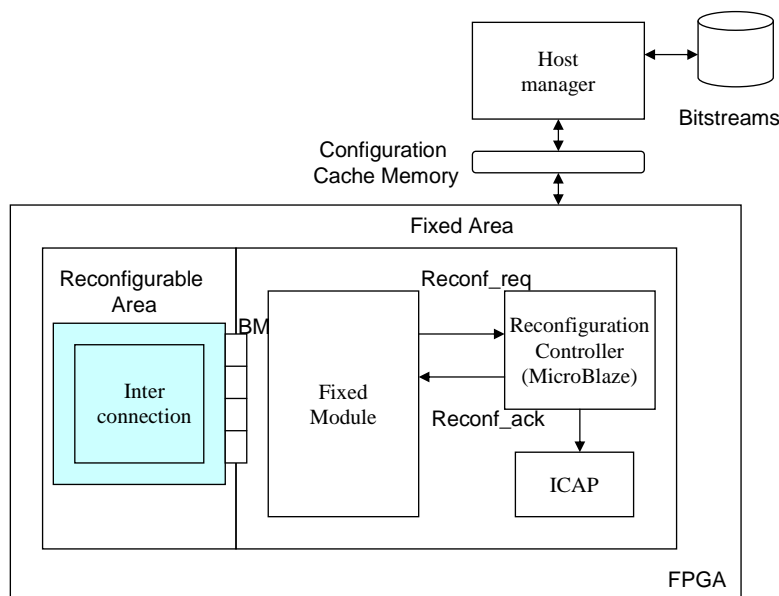 Host
manager
Bitstreams
Configuration
Cache Memory
Fixed Area
Reconfigurable
Area
BM
Inter
connection
Fixed
Module
Reconf_req
Reconfiguration
Controller
(MicroBlaze)
Reconf_ack
ICAP
FPGA